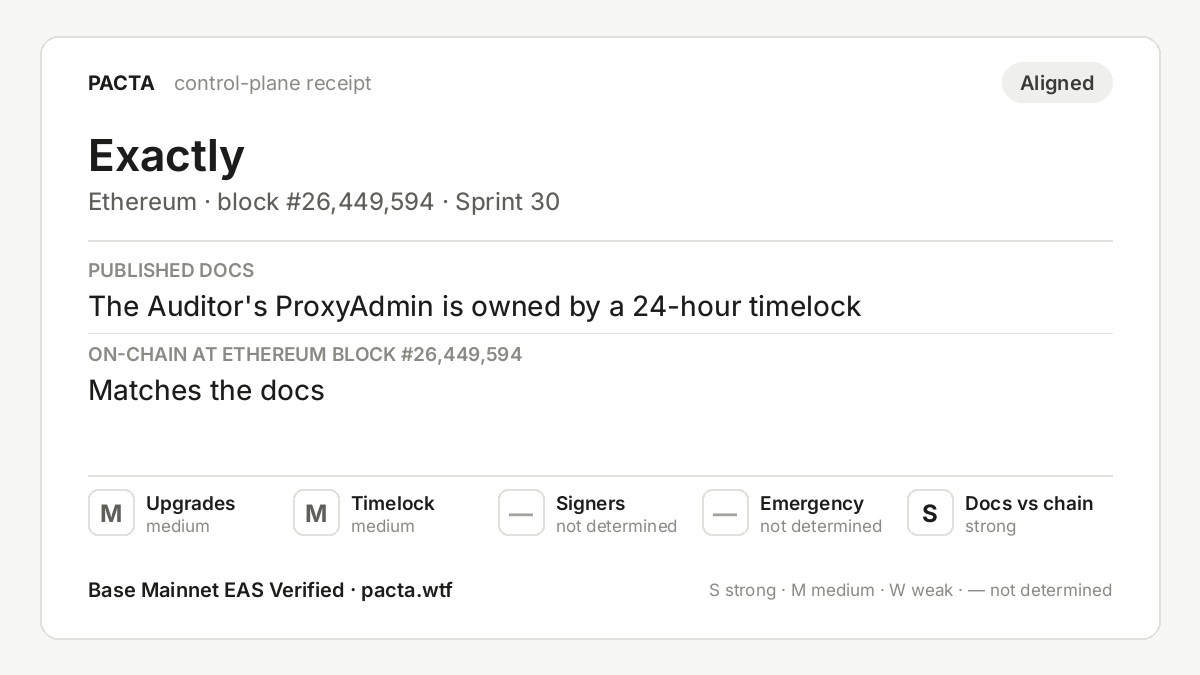 PACTA control-plane receipt Aligned
Exactly
Ethereum · block #26,449,594 · Sprint 30
PUBLISHED DOCS
The Auditor's ProxyAdmin is owned by a 24-hour timelock
ON-CHAIN AT ETHEREUM BLOCK #26,449,594
Matches the docs
M Upgrades medium
M Timelock medium
— Signers not determined
— Emergency not determined
S Docs vs chain strong
Base Mainnet EAS Verified · pacta.wtf
S strong · M medium · W weak · — not determined